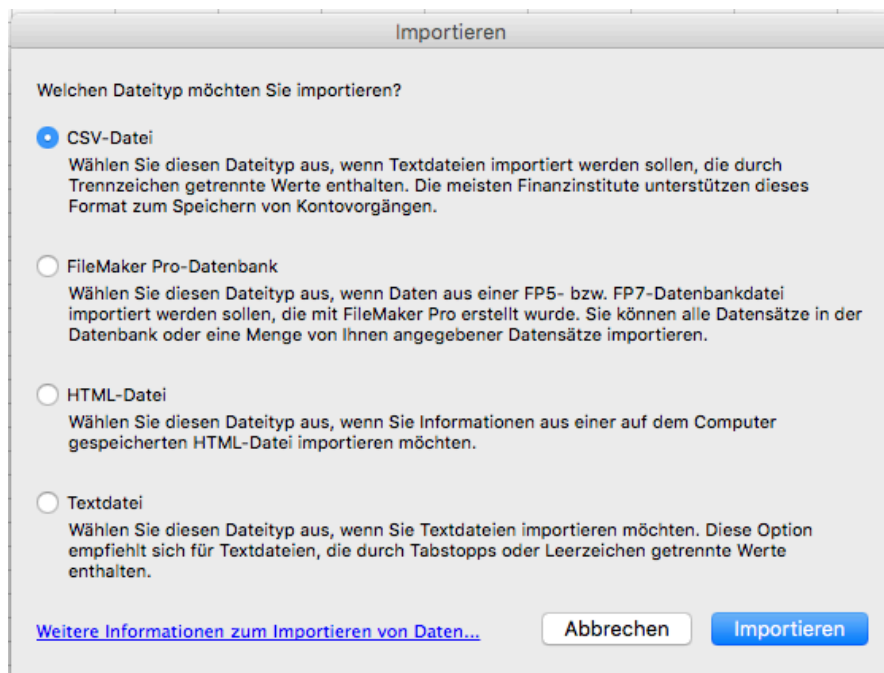 Importieren
Welchen Dateityp möchten Sie importieren?
CSV-Datei
Wählen Sie diesen Dateityp aus, wenn Textdateien importiert werden sollen, die durch
Trennzeichen getrennte Werte enthalten. Die meisten Finanzinstitute unterstützen dieses
Format zum Speichern von Kontovorgängen.
FileMaker Pro-Datenbank
Wählen Sie diesen Dateityp aus, wenn Daten aus einer FP5- bzw. FP7-Datenbankdatei
importiert werden sollen, die mit FileMaker Pro erstellt wurde. Sie können alle Datensätze in der
Datenbank oder eine Menge von Ihnen angegebener Datensätze importieren.
HTML-Datei
Wählen Sie diesen Dateityp aus, wenn Sie Informationen aus einer auf dem Computer
gespeicherten HTML-Datei importieren möchten.
Textdatei
Wählen Sie diesen Dateityp aus, wenn Sie Textdateien importieren möchten. Diese Option
empfiehlt sich für Textdateien, die durch Tabstopps oder Leerzeichen getrennte Werte
enthalten.
Weitere Informationen zum Importieren von Daten...
Abbrechen
Importieren